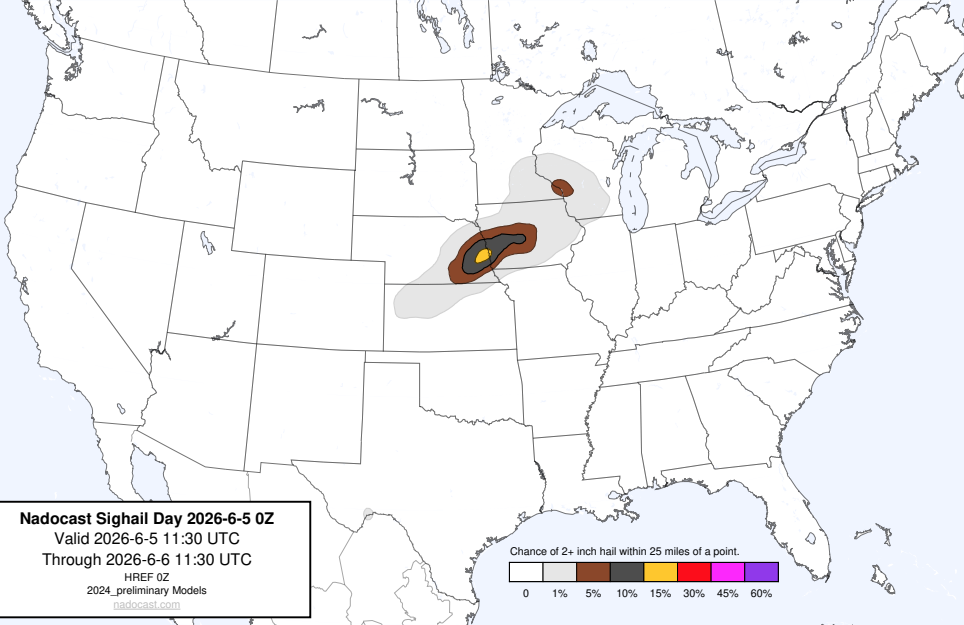 Nadocast Sighail Day 2026-6-5 0Z
Valid 2026-6-5 11:30 UTC
Through 2026-6-6 11:30 UTC
HREF 0Z
2024_preliminary Models
nadocast.com
Chance of 2+ inch hail within 25 miles of a point.
0 1% 5% 10% 15% 30% 45% 60%